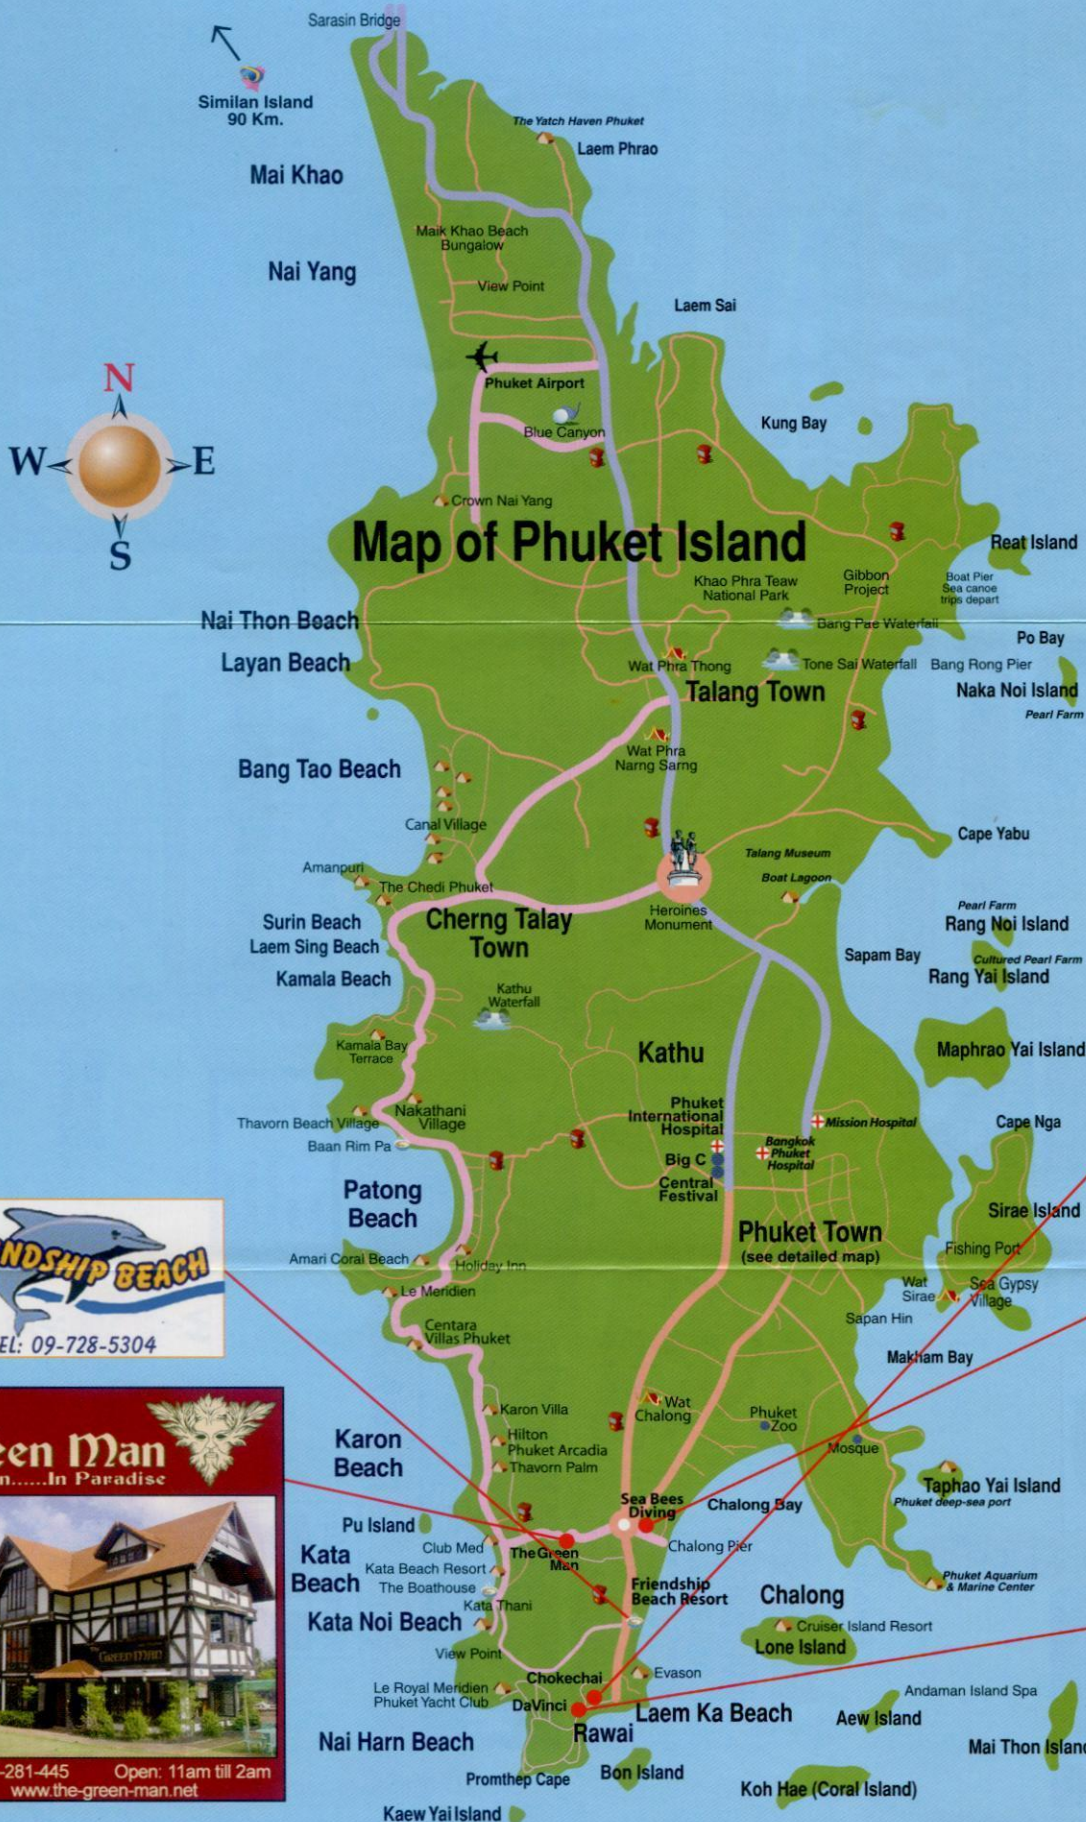 Sarasin Bridge
Similan Island
90 Km.
The Yatch Haven Phuket
Laem Phrao
Mai Khao
Maik Khao Beach
Bungalow
Nai Yang
View Point
Laem Sai
N
W
E
S
Phuket Airport
Blue Canyon
Kung Bay
Crown Nai Yang
Map of Phuket Island
Reat Island
Khao Phra Teaw
National Park
Gibbon
Project
Boat Pier
Sea canoe
trips depart
Nai Thon Beach
Bang Pae Waterfall
Po Bay
Layan Beach
Wat Phra Thong
Tone Sai Waterfall
Bang Rong Pier
Talang Town
Naka Noi Island
Pearl Farm
Wat Phra
Narng Sarng
Bang Tao Beach
Canal Village
Cape Yabu
Talang Museum
Amanpuri
Boat Lagoon
The Chedi Phuket
Heroines
Monument
Pearl Farm
Rang Noi Island
Surin Beach
Cherng Talay
Town
Laem Sing Beach
Sapam Bay
Cultured Pearl Farm
Rang Yai Island
Kamala Beach
Kathu
Waterfall
Kamala Bay
Terrace
Kathu
Maphrao Yai Island
Phuket
International
Hospital
Thavorn Beach Village
Nakathani
Village
Mission Hospital
Cape Nga
Baan Rim Pa
Big C
Bangkok
Phuket
Hospital
Central
Festival
Patong
Beach
Sirae Island
Phuket Town
(see detailed map)
Fishing Port
Amari Coral Beach
Holiday Inn
NDSHIP BEACH
EL: 09-728-5304
Le Meridien
Wat
Sirae
Sea Gypsy
Village
Sapan Hin
Centara
Villas Phuket
Makham Bay
Karon Villa
Wat
Chalong
Phuket
Zoo
Hilton
Phuket Arcadia
Karon
Beach
Mosque
Thavorn Palm
een Man
n......In Paradise
Taphao Yai Island
Phuket deep-sea port
Sea Bees
Diving
Chalong Bay
Pu Island
Club Med
The Green
Man
Chalong Pier
Kata
Beach
Kata Beach Resort
The Boathouse
Friendship
Beach Resort
Phuket Aquarium
& Marine Center
Chalong
Kata Thani
Kata Noi Beach
Cruiser Island Resort
Lone Island
View Point
Chokechai
Evason
Le Royal Meridien
Phuket Yacht Club
DaVinci
Laem Ka Beach
Andaman Island Spa
Aew Island
Rawai
Nai Harn Beach
Mai Thon Island
Promthep Cape
Bon Island
Koh Hae (Coral Island)
Kaew Yai Island
GREEN MAN
-281-445
Open: 11am till 2am
www.the-green-man.net